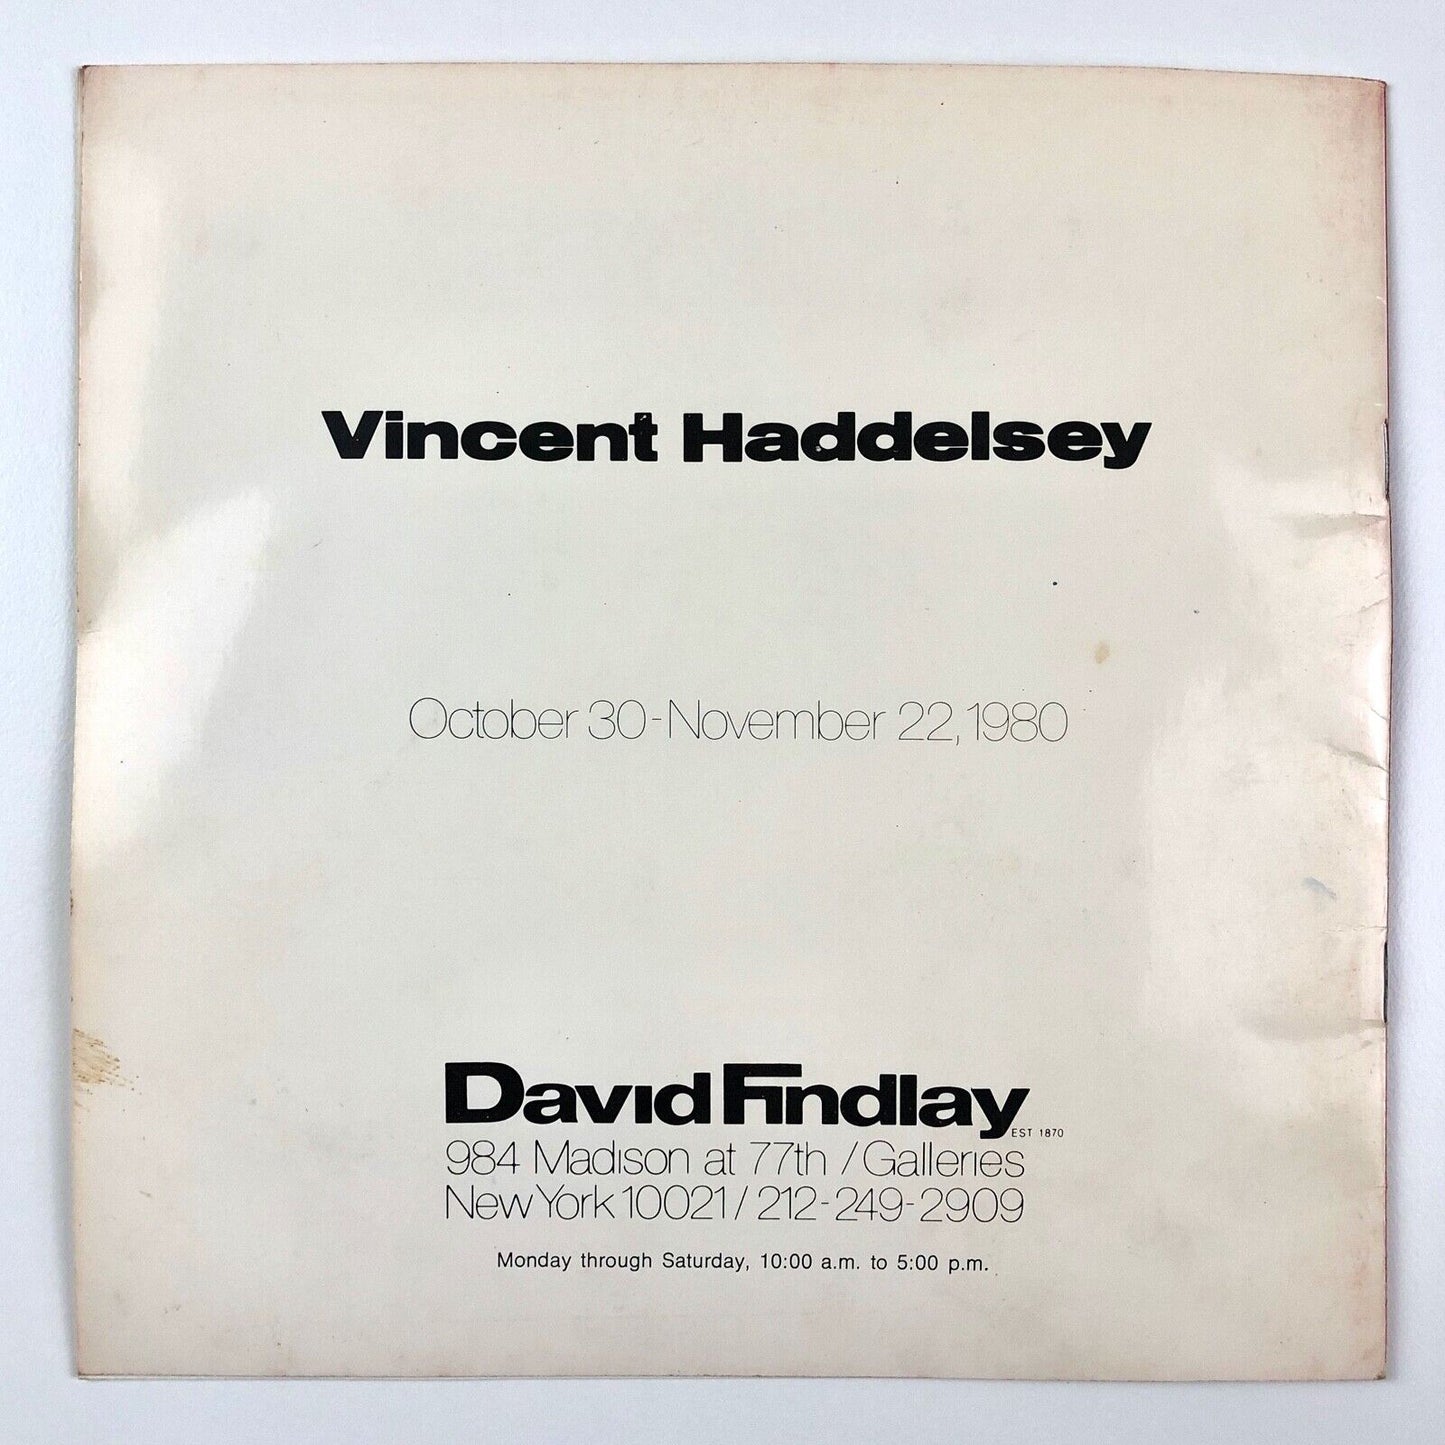 Vincent Haddelsey
October 30-November 22, 1980
David Findlay
EST 1870
984 Madison at 77th / Galleries
New York 10021 / 212-249-2909
Monday through Saturday, 10:00 a.m. to 5:00 p.m.